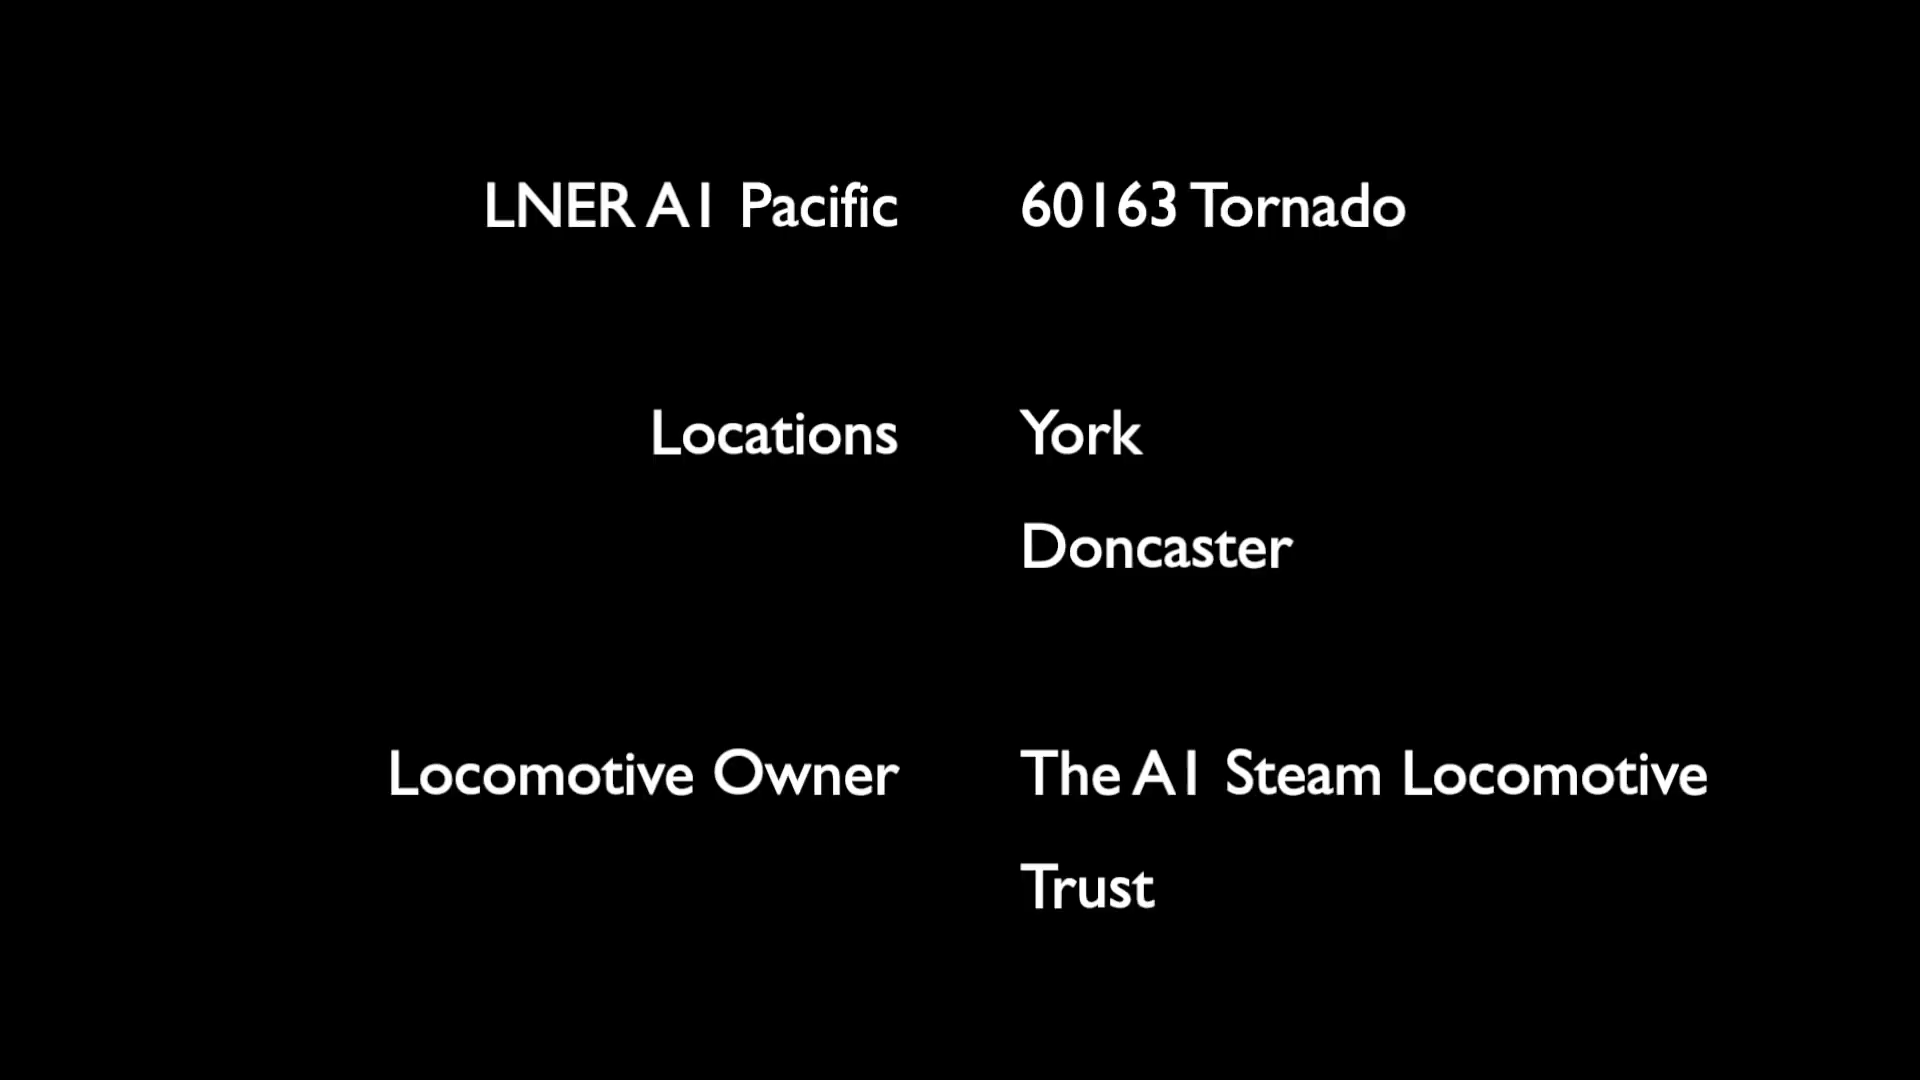 LNER A1 Pacific 60163 Tornado
Locations York
Doncaster
Locomotive Owner The A1 Steam Locomotive
Trust